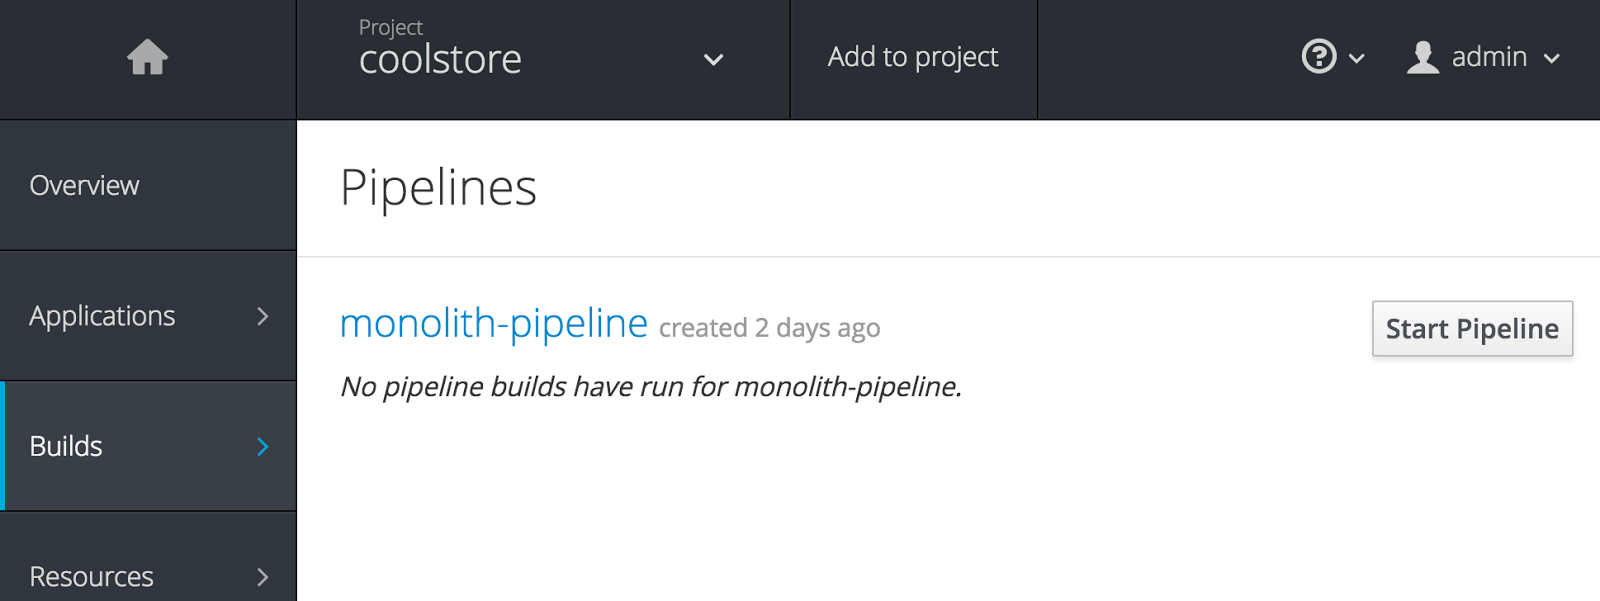 Project
coolstore
Add to project
admin
Overview
Applications
Builds
Resources
Pipelines
monolith-pipeline created 2 days ago
Start Pipeline
No pipeline builds have run for monolith-pipeline.